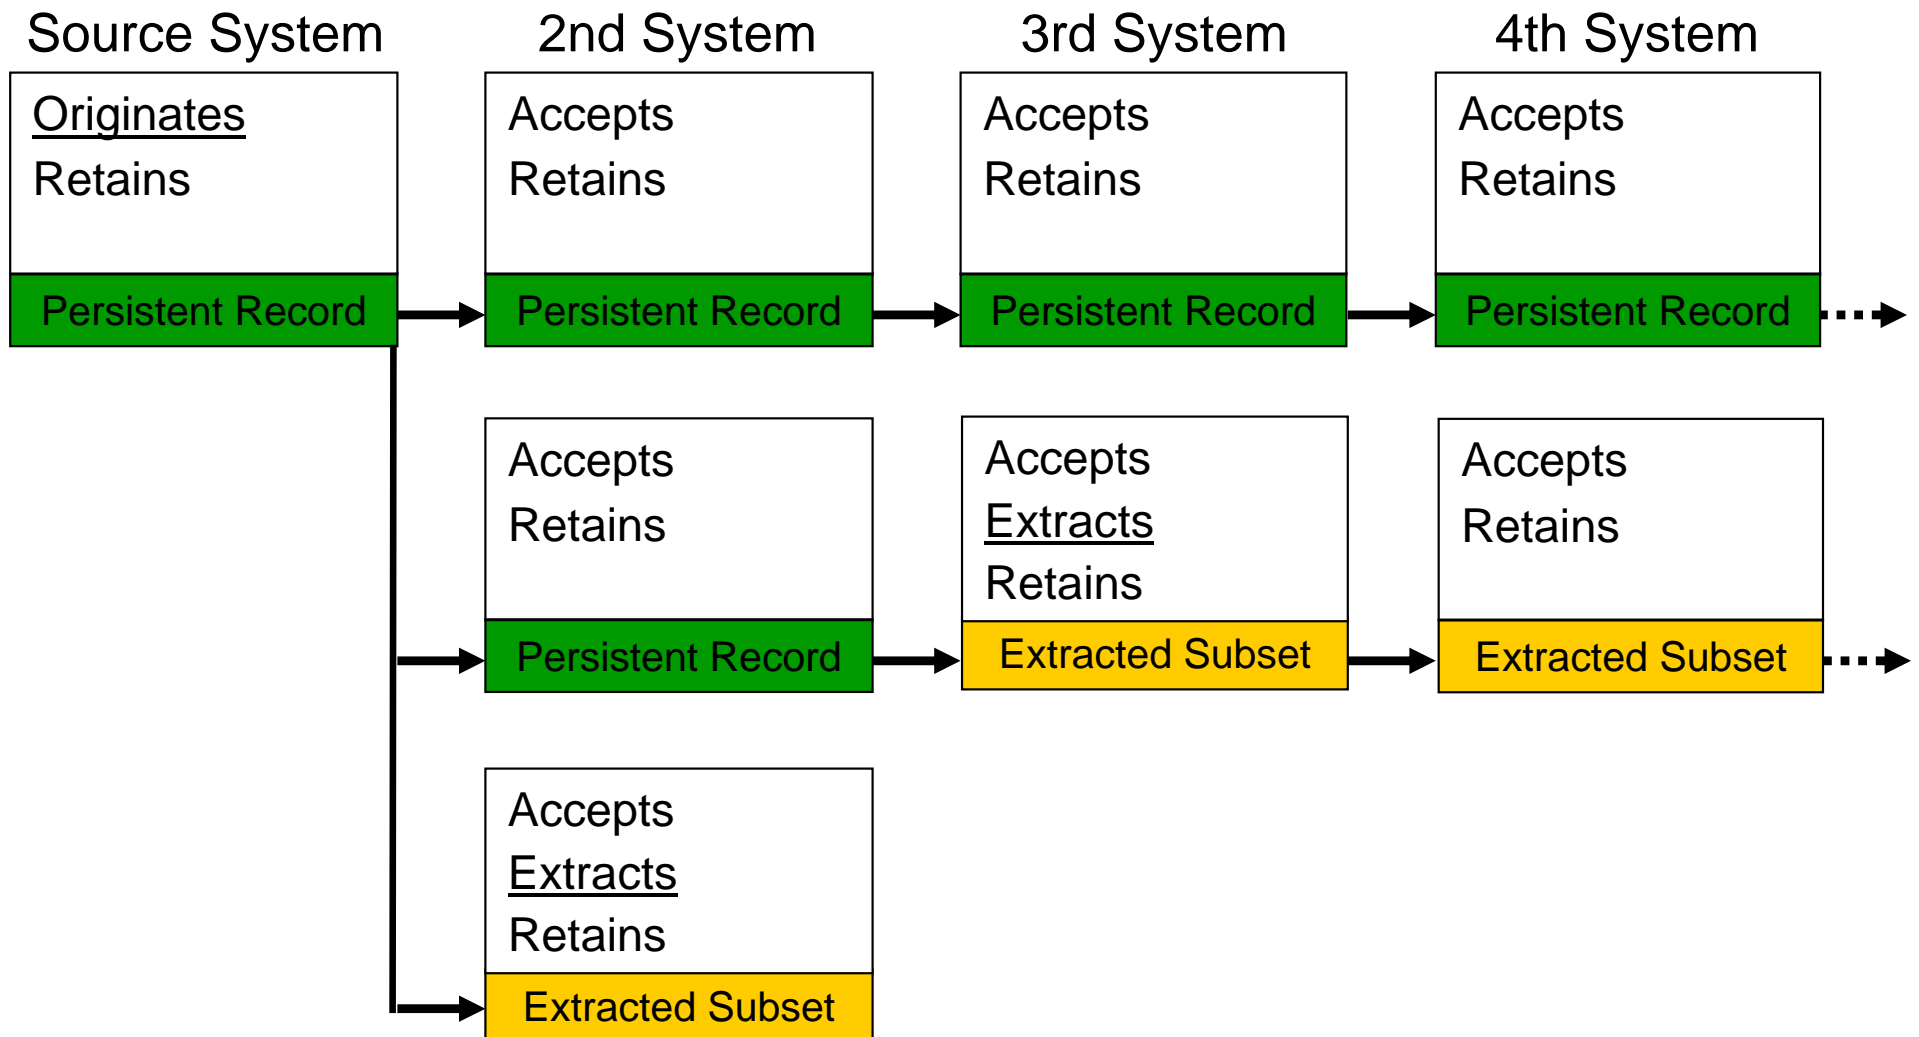 Source System
2nd System
3rd System
4th System
Originates
Retains
Persistent Record
Accepts
Retains
Persistent Record
Accepts
Retains
Persistent Record
Accepts
Retains
Persistent Record
Accepts
Retains
Persistent Record
Accepts
Extracts
Retains
Extracted Subset
Accepts
Retains
Extracted Subset
Accepts
Extracts
Retains
Extracted Subset